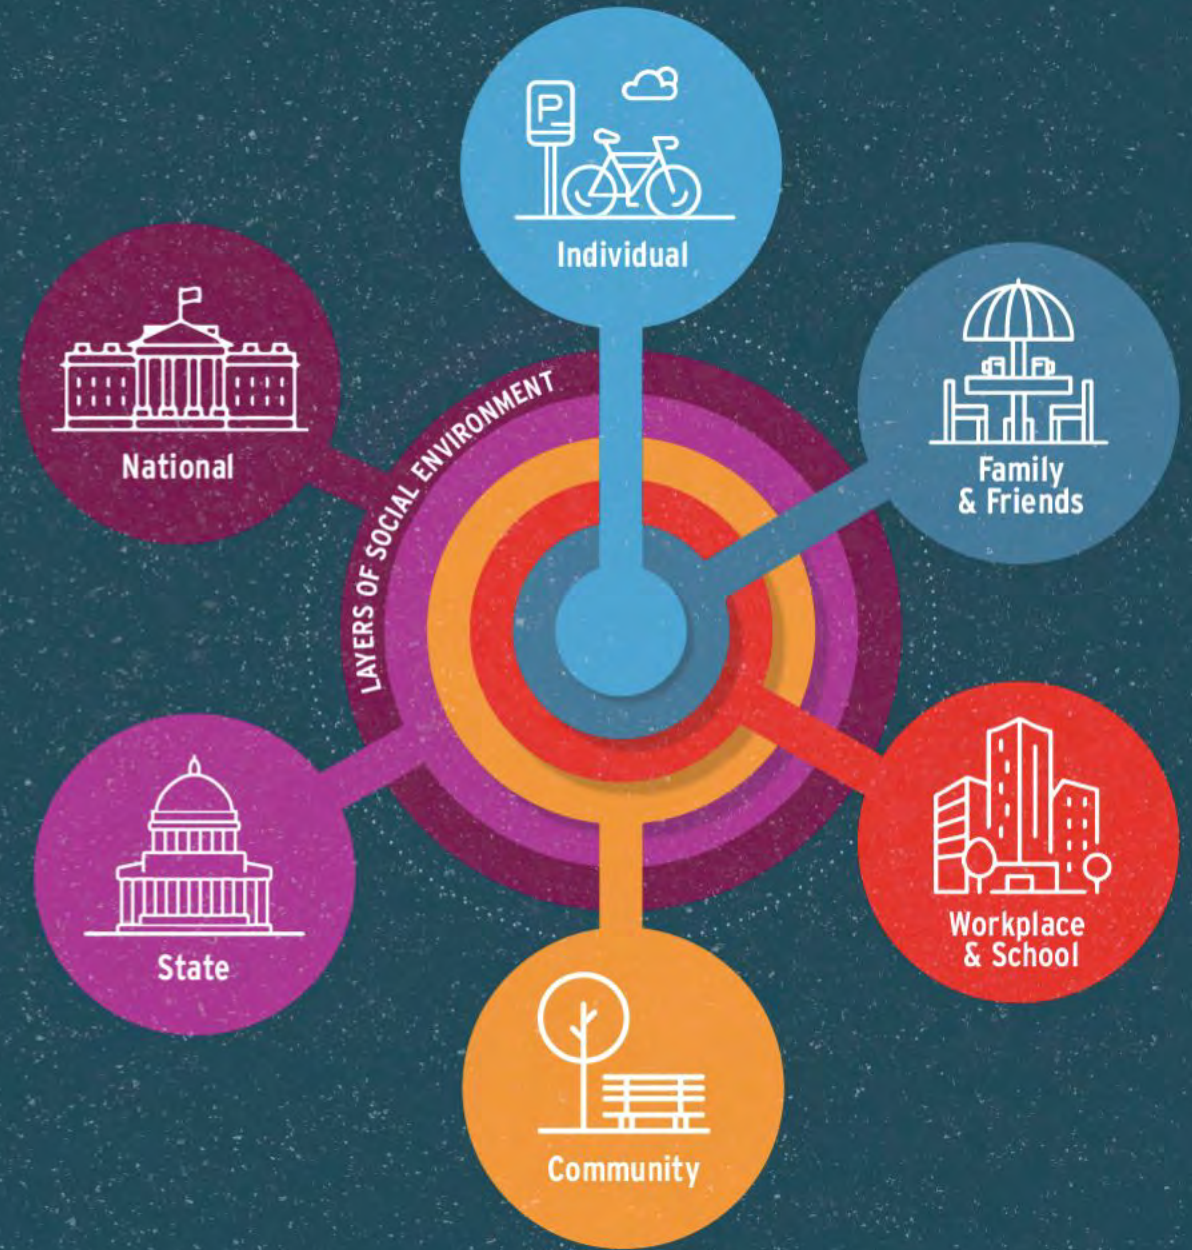 P
Individual
National
Family
& Friends
LAYERS OF SOCIAL ENVIRONMENT
State
Workplace
& School
Community